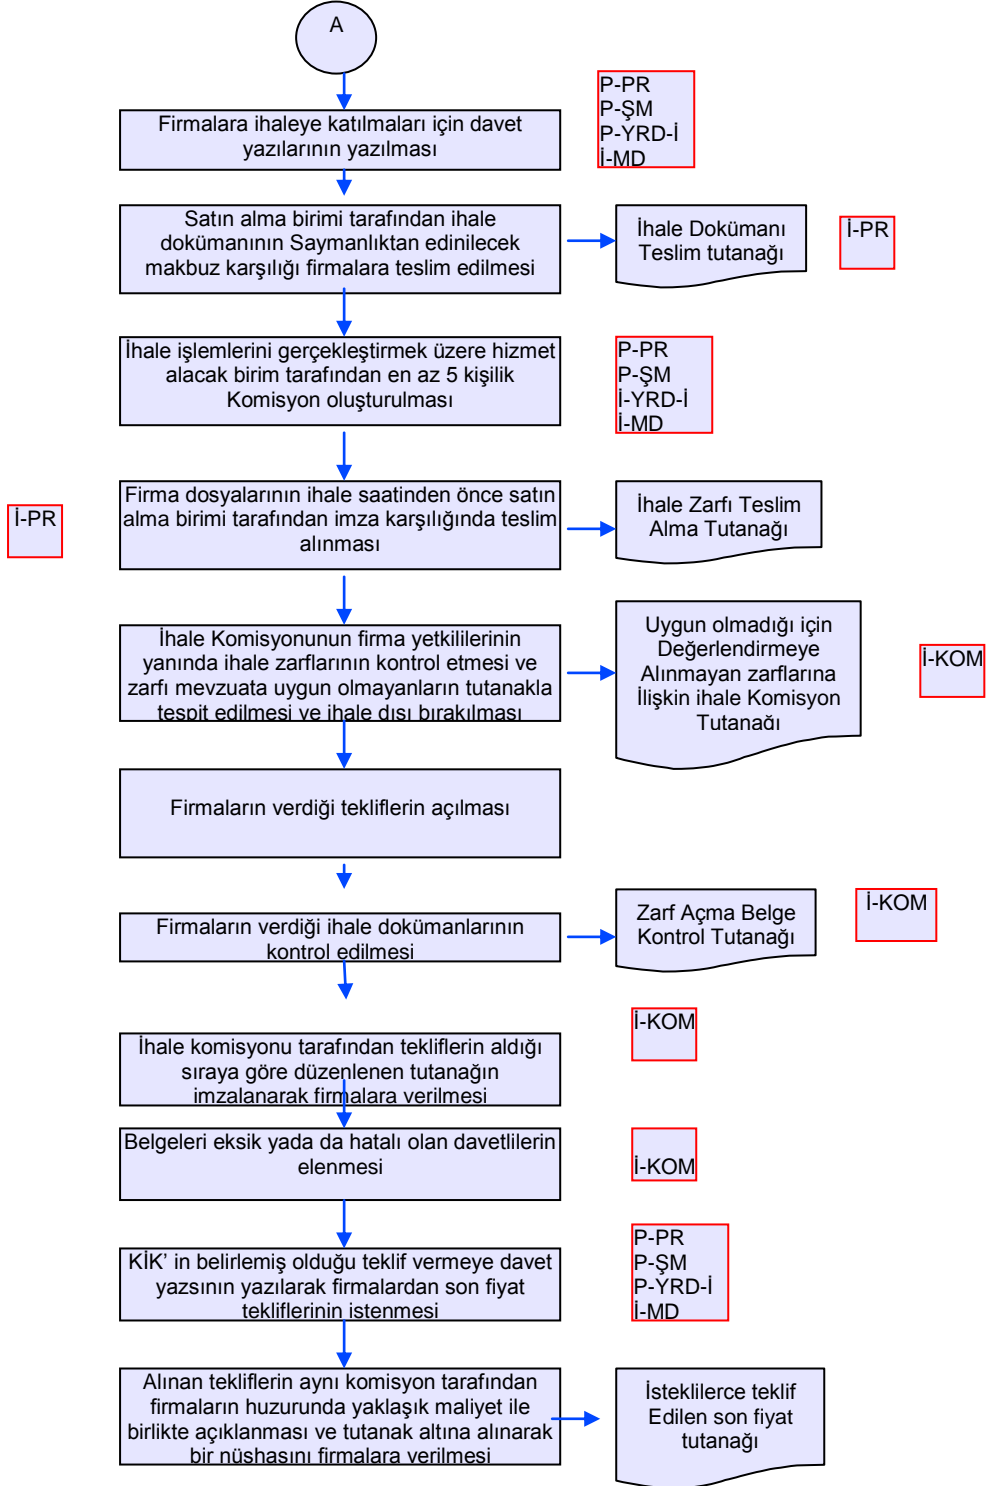 A
Firmalara ihaleye katılmaları için davet
yazılarının yazılması
P-PR
P-ŞM
P-YRD-İ
İ-MD
Satın alma birimi tarafından ihale
dokümanının Saymanlıktan edinilecek
makbuz karşılığı firmalara teslim edilmesi
İhale Dokümanı
Teslim tutanağı
İ-PR
İhale işlemlerini gerçekleştirmek üzere hizmet
alacak birim tarafından en az 5 kişilik
Komisyon oluşturulması
P-PR
P-ŞM
İ-YRD-İ
İ-MD
İ-PR
Firma dosyalarının ihale saatinden önce satın
alma birimi tarafından imza karşılığında teslim
alınması
İhale Zarfı Teslim
Alma Tutanağı
İhale Komisyonunun firma yetkililerinin
yanında ihale zarflarının kontrol etmesi ve
zarfı mevzuata uygun olmayanların tutanakla
tespit edilmesi ve ihale dışı bırakılması
Uygun olmadığı için
Değerlendirmeye
Alınmayan zarflarına
İlişkin ihale Komisyon
Tutanağı
İ-KOM
Firmaların verdiği tekliflerin açılması
Firmaların verdiği ihale dokümanlarının
kontrol edilmesi
Zarf Açma Belge
Kontrol Tutanağı
İ-KOM
İhale komisyonu tarafından tekliflerin aldığı
sıraya göre düzenlenen tutanağın
imzalanarak firmalara verilmesi
İ-KOM
Belgeleri eksik yada da hatalı olan davetlilerin
elenmesi
İ-KOM
KİK' in belirlemiş olduğu teklif vermeye davet
yazsının yazılarak firmalardan son fiyat
tekliflerinin istenmesi
P-PR
P-ŞM
P-YRD-İ
İ-MD
Alınan tekliflerin aynı komisyon tarafından
firmaların huzurunda yaklaşık maliyet ile
birlikte açıklanması ve tutanak altına alınarak
bir nüshasını firmalara verilmesi
İsteklilerce teklif
Edilen son fiyat
tutanağı